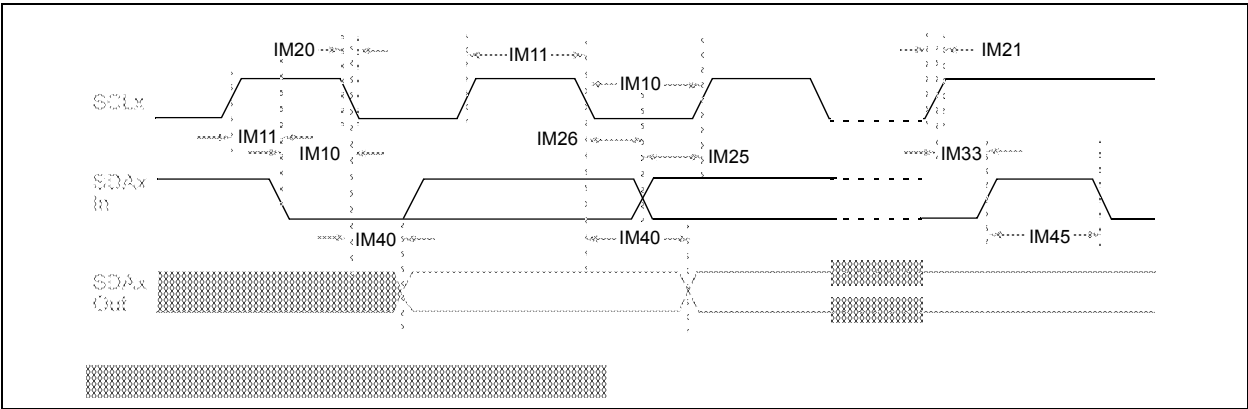 IM20
IM11
IM21
IM10
SCLx
IM11
IM10
IM26
IM25
IM33
SDAx
In
IM40
IM40
IM45
SDAx
Out